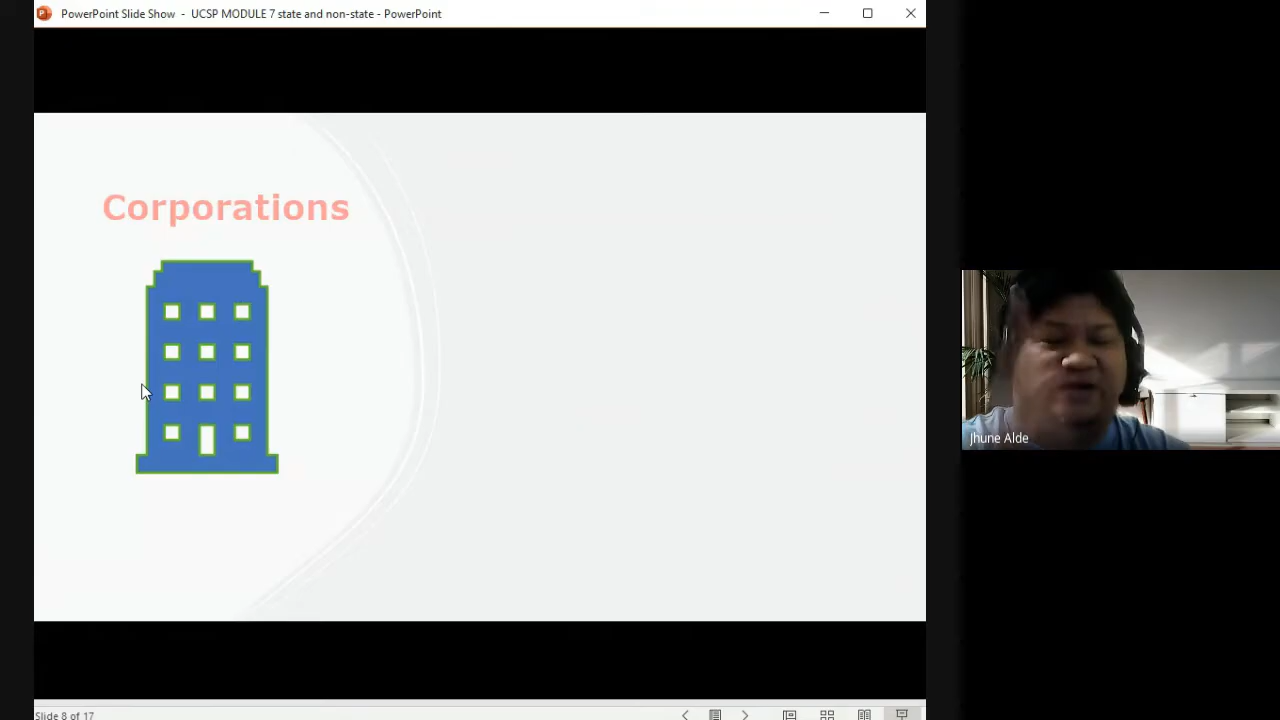 PowerPoint Slide Show - UCSP MODULE 7 state and non-state - PowerPoint
Corporations
Jhune Alde
Slide 8 of 17